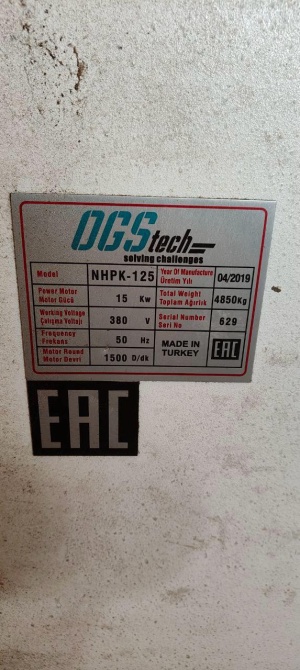 OGStech
solving challenges
Model NHPK-125 Year Of Manufacture 04/2019
Üretim Yılı
Power Motor 15 Kw Total Weight 4850Kg
Motor Gücü Toplam Ağırlık
Working Voltage 380 V Serial Number 629
Çalışma Voltajı Seri No
Frequency 50 Hz MADE IN EAC
Frekans TURKEY
Motor Round 1500 D/dk
Motor Devri
EAC